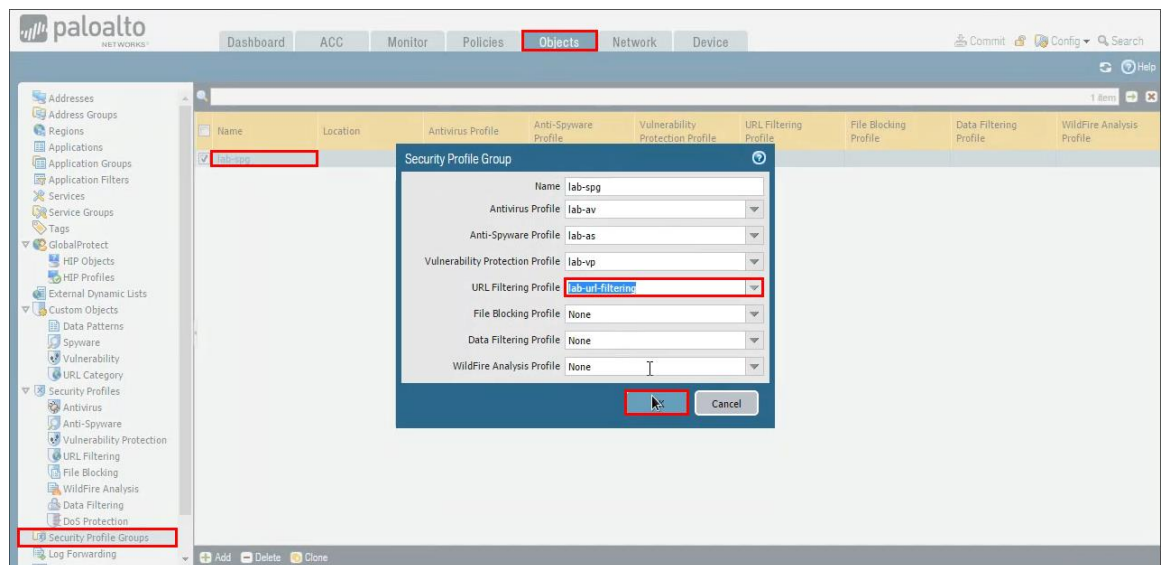 paloalto
NETWORKS
Dashboard ACC Monitor Policies Objects Network Device
Commit Config Search
Help
1 item
Addresses
Address Groups
Regions
Applications
Application Groups
Application Filters
Services
Service Groups
Tags
GlobalProtect
HIP Objects
HIP Profiles
External Dynamic Lists
Custom Objects
Data Patterns
Spyware
Vulnerability
URL Category
Security Profiles
Antivirus
Anti-Spyware
Vulnerability Protection
URL Filtering
File Blocking
WildFire Analysis
Data Filtering
DoS Protection
Security Profile Groups
Log Forwarding
Name Location Antivirus Profile Anti-Spyware Profile Vulnerability Protection Profile URL Filtering Profile File Blocking Profile Data Filtering Profile WildFire Analysis Profile
lab-spg
Security Profile Group
Name lab-spg
Antivirus Profile lab-av
Anti-Spyware Profile lab-as
Vulnerability Protection Profile lab-vp
URL Filtering Profile lab-url-filtering
File Blocking Profile None
Data Filtering Profile None
WildFire Analysis Profile None
Cancel
Add Delete Clone